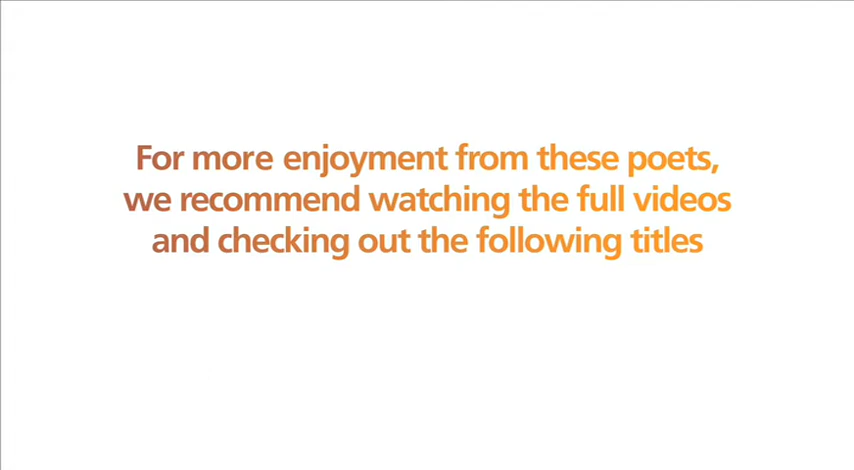 For more enjoyment from these poets,
we recommend watching the full videos
and checking out the following titles